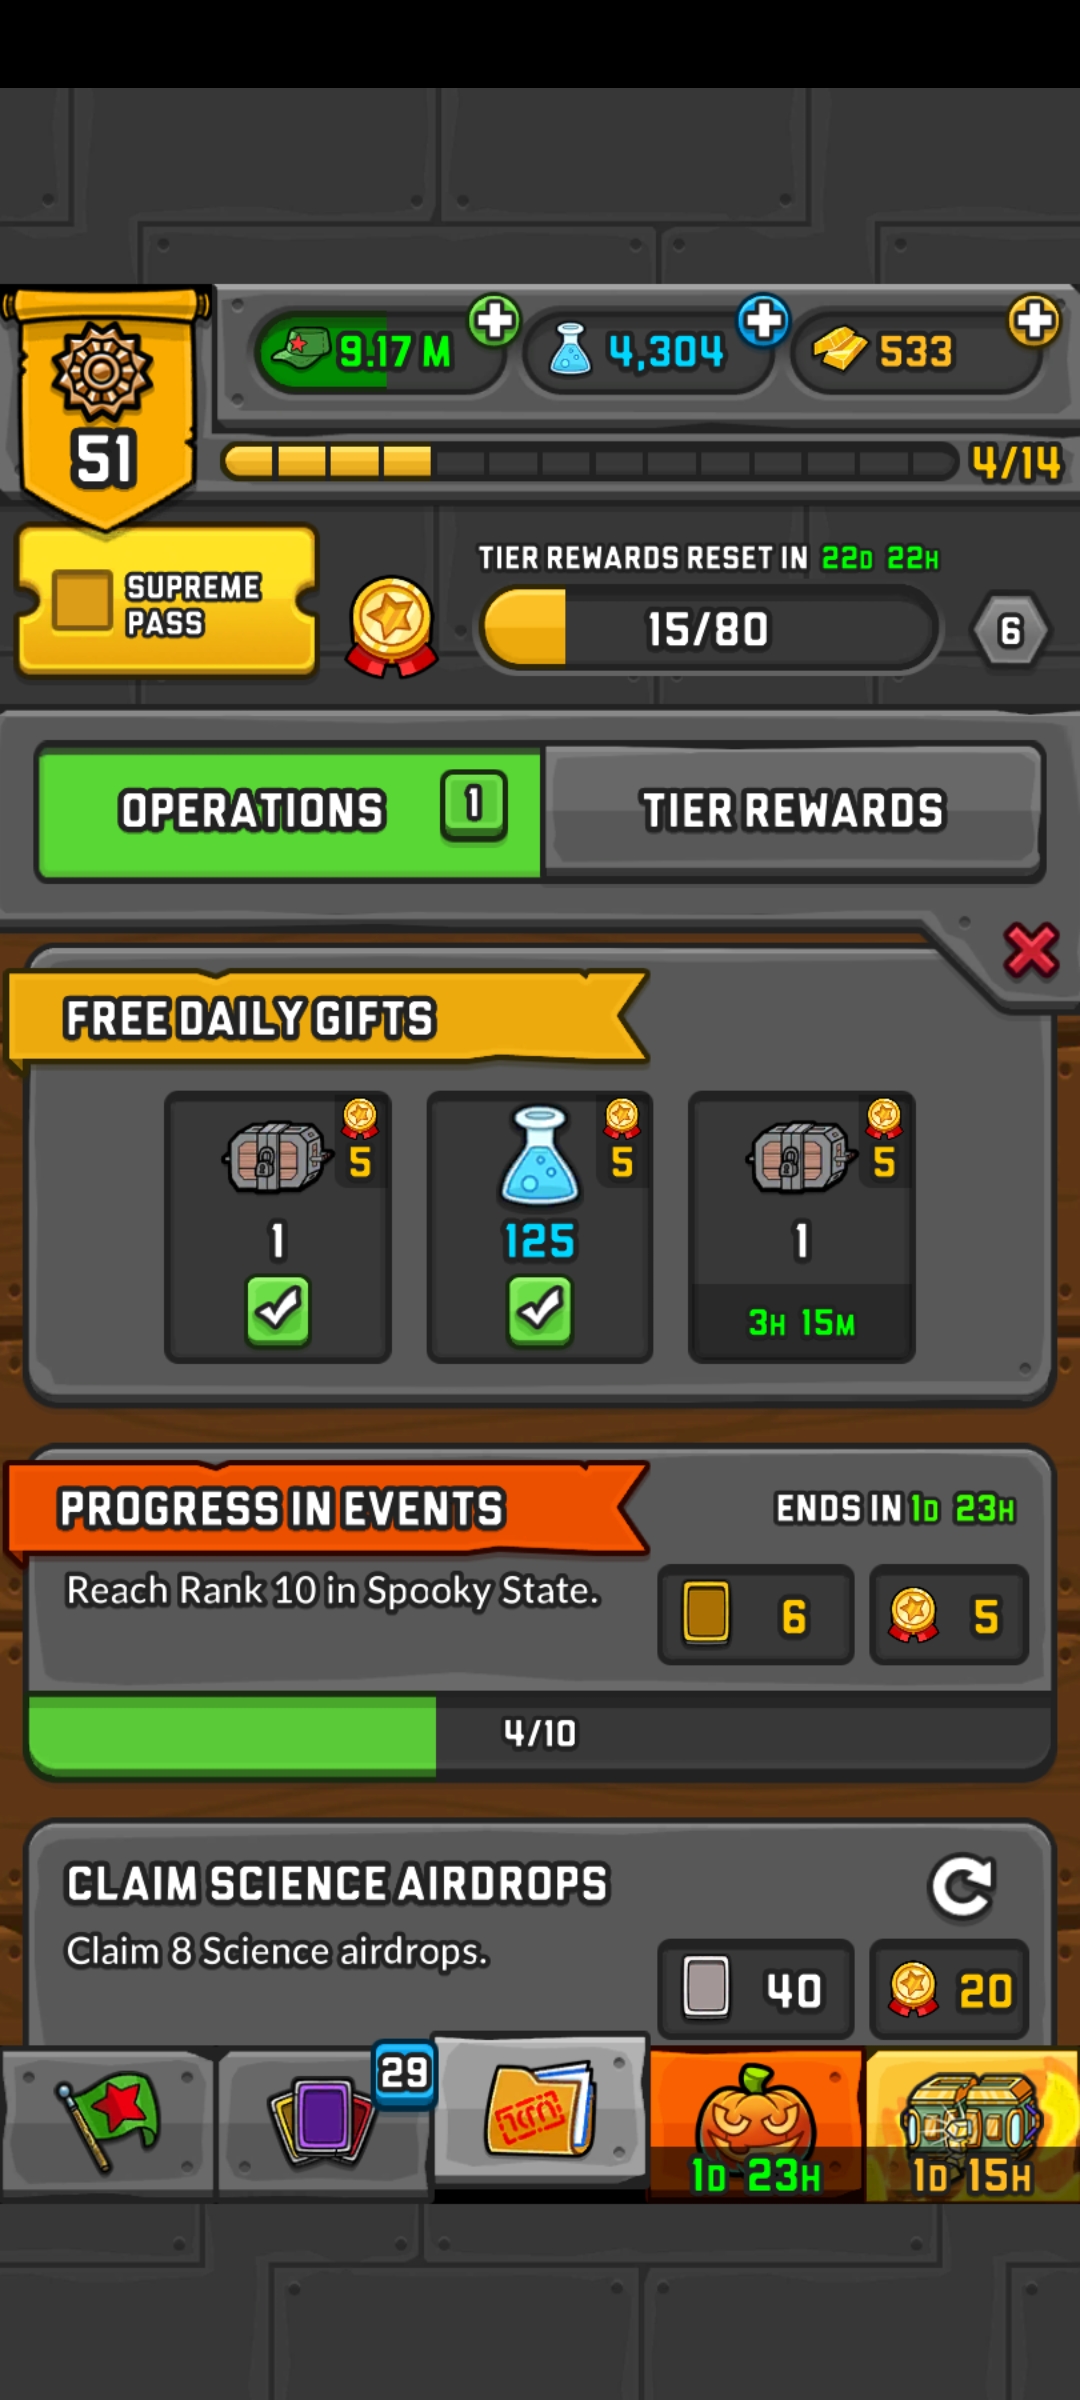 9.17 M
4,304
533
51
4/14
SUPREME
PASS
TIER REWARDS RESET IN 22D 22H
15/80
6
OPERATIONS
1
TIER REWARDS
FREE DAILY GIFTS
5
5
5
1
125
1
3H 15M
PROGRESS IN EVENTS
ENDS IN 1D 23H
Reach Rank 10 in Spooky State.
6
5
4/10
CLAIM SCIENCE AIRDROPS
Claim 8 Science airdrops.
40
20
29
1D 23H
1D 15H